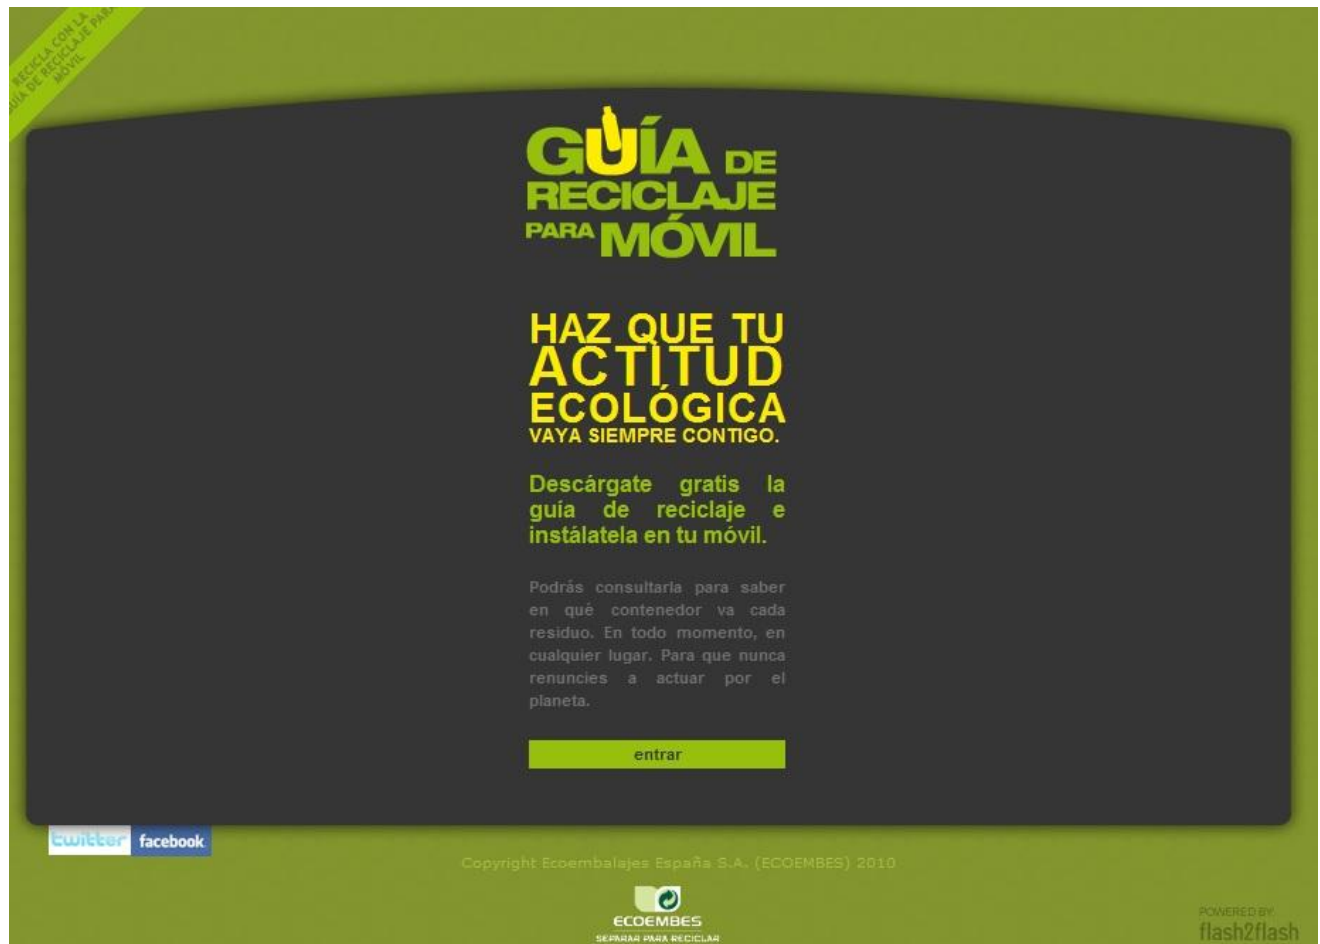 RECICLA CON LA
GUÍA DE RECICLAJE PARA
MÓVIL
GUÍA DE
RECICLAJE
PARA MÓVIL
HAZ QUE TU
ACTITUD
ECOLÓGICA
VAYA SIEMPRE CONTIGO.
Descárgate gratis la
guía de reciclaje e
instálatela en tu móvil.
Podrás consultarla para saber
en qué contenedor va cada
residuo. En todo momento, en
cualquier lugar. Para que nunca
renuncies a actuar por el
planeta.
entrar
twitter facebook
Copyright Ecoembalajes España S.A. (ECOEMBES) 2010
ECOEMBES
SEPARAR PARA RECICLAR
POWERED BY:
flash2flash